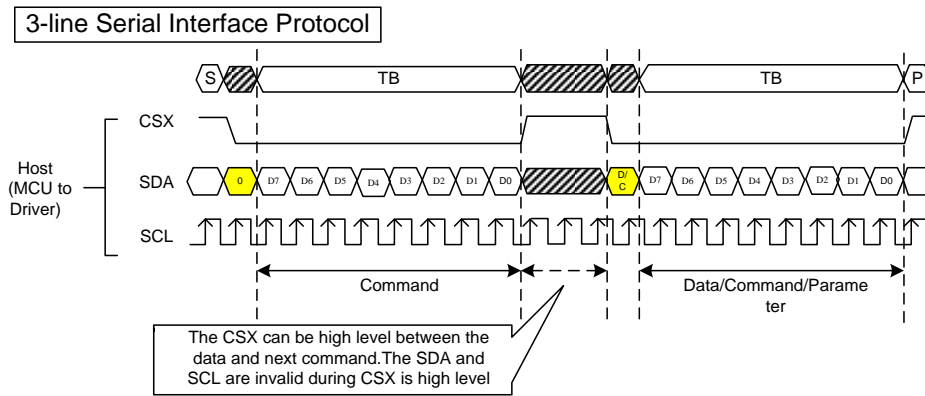 3-line Serial Interface Protocol
S TB TB P
CSX
Host
(MCU to
Driver)
SDA 0 D7 D6 D5 D4 D3 D2 D1 D0 D/
C D7 D6 D5 D4 D3 D2 D1 D0
SCL
Command Data/Command/Parame
ter
The CSX can be high level between the
data and next command.The SDA and
SCL are invalid during CSX is high level